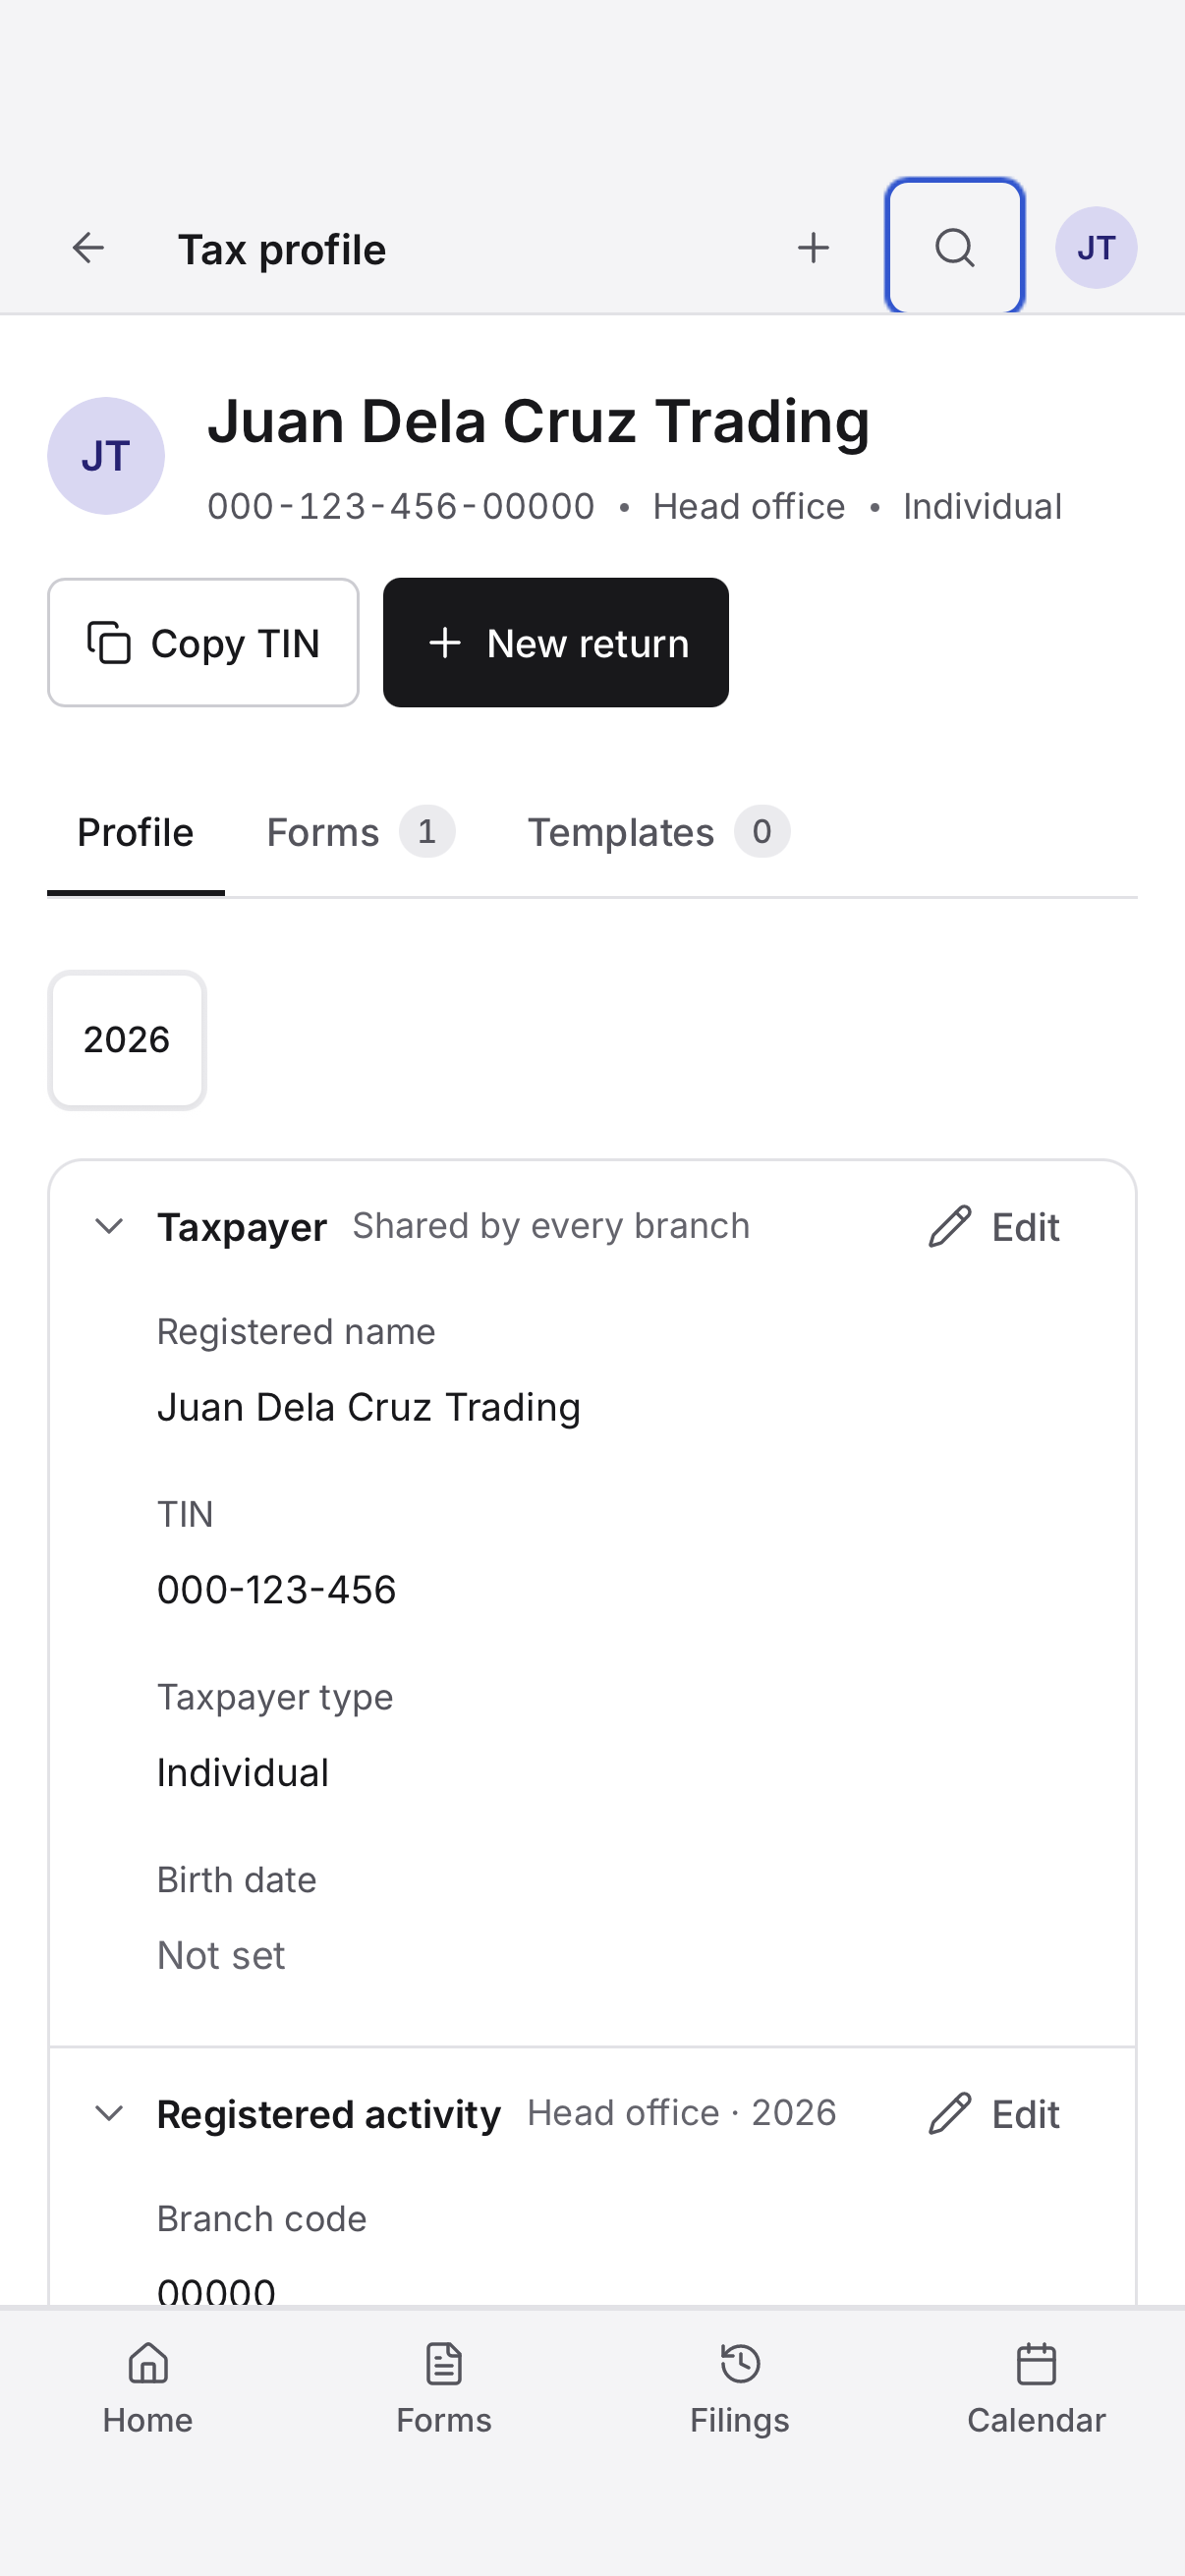 Tax profile
JT
JT
Juan Dela Cruz Trading
000-123-456-00000 • Head office • Individual
Copy TIN
New return
Profile
Forms 1
Templates 0
2026
Taxpayer Shared by every branch
Edit
Registered name
Juan Dela Cruz Trading
TIN
000-123-456
Taxpayer type
Individual
Birth date
Not set
Registered activity Head office · 2026
Edit
Branch code
00000
Home
Forms
Filings
Calendar